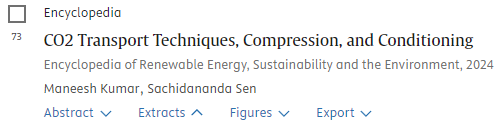 Encyclopedia
73
CO2 Transport Techniques, Compression, and Conditioning
Encyclopedia of Renewable Energy, Sustainability and the Environment, 2024
Maneesh Kumar, Sachidananda Sen
Abstract Extracts Figures Export